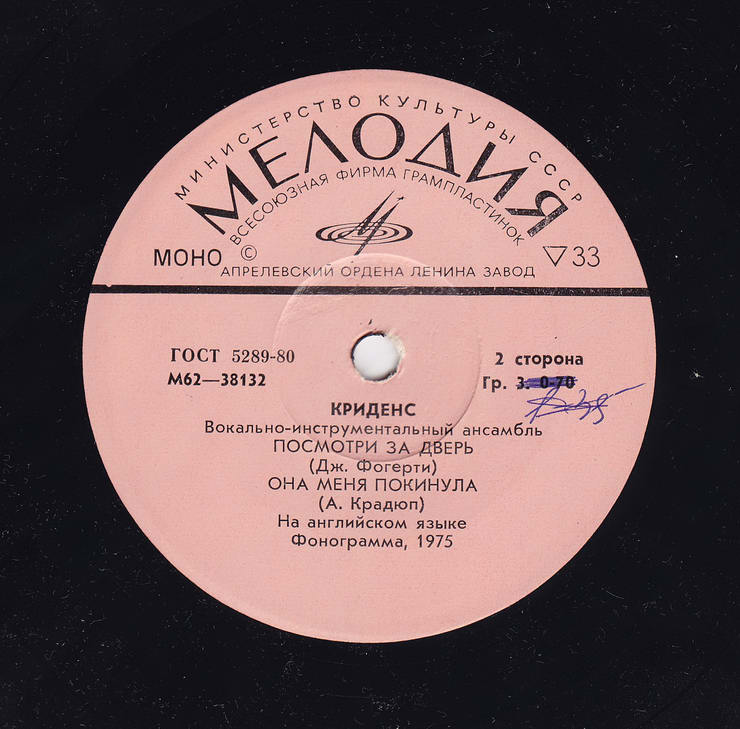 МИНИСТЕРСТВО КУЛЬТУРЫ СССР
МЕЛОДИЯ
ВСЕСОЮЗНАЯ ФИРМА ГРАМПЛАСТИНОК
МОНО © ▽ 33
АПРЕЛЕВСКИЙ ОРДЕНА ЛЕНИНА ЗАВОД
ГОСТ 5289-80
2 сторона
М62—38132
Гр. 3. 0-70
КРИДЕНС
Вокально-инструментальный ансамбль
ПОСМОТРИ ЗА ДВЕРЬ
(Дж. Фогерти)
ОНА МЕНЯ ПОКИНУЛА
(А. Крадюп)
На английском языке
Фонограмма, 1975